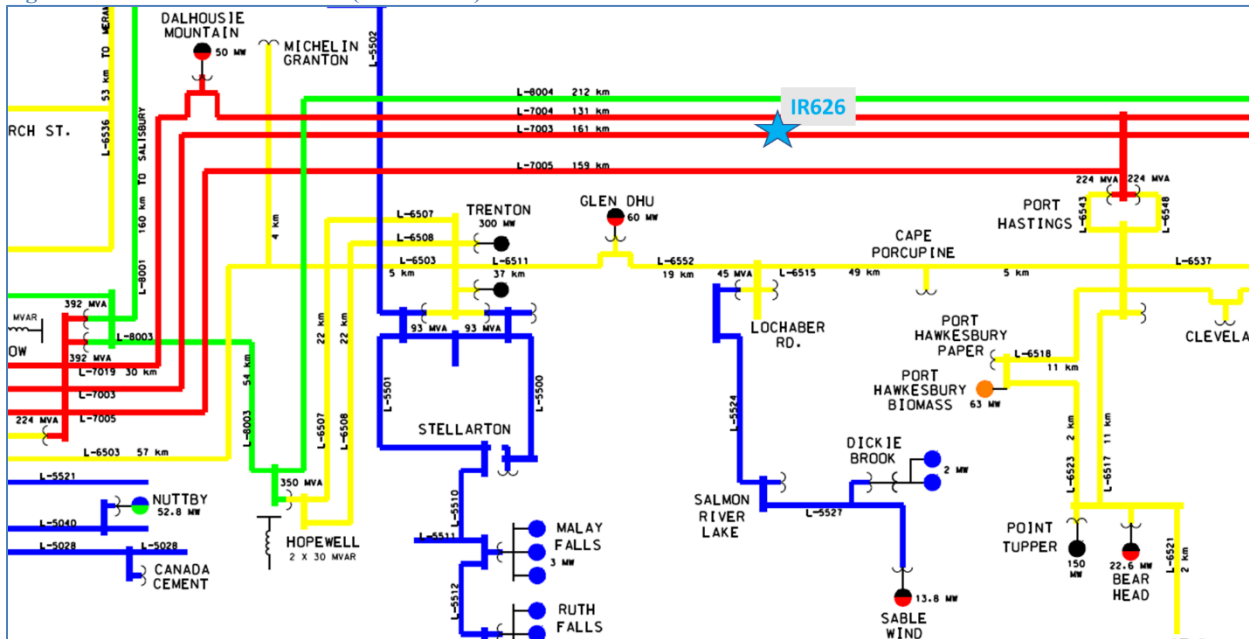 DALHOUSIE
MOUNTAIN
50 MW
MICHELIN
GRANTON
L-5502
53 km TO
L-6536
RCH ST.
160 km TO SALISBURY
L-8001
4 km
L-8004 212 km
IR626
L-7004 131 km
L-7003 161 km
L-7005 159 km
224 MVA
224 MVA
L-6543
L-6548
PORT
HASTINGS
L-6507
L-6508
TRENTON
300 MW
GLEN DHU
60 MW
CAPE
PORCUPINE
L-6503
5 km
L-6511
37 km
L-6552
19 km
45 MVA
L-6515
49 km
5 km
L-6537
LOCHABER
RD.
392 MVA
MVAR
OW
L-8003
392 MVA
L-7019 30 km
L-7003
L-7005
224 MVA
L-6503 57 km
54 km
L-8003
22 km
22 km
L-6507
L-6508
93 MVA
93 MVA
L-5501
L-5500
STELLARTON
L-5524
PORT
HAWKESBURY
PAPER
L-6518
11 km
PORT
HAWKESBURY
BIOMASS
63 MW
CLEVELA
2 km
L-6523
11 km
L-6517
L-5521
NUTTBY
52.8 MW
L-5040
L-5028
L-5028
CANADA
CEMENT
350 MVA
HOPEWELL
2 X 30 MVAR
L-5510
L-5511
L-5512
MALAY
FALLS
3 MW
RUTH
FALLS
SALMON
RIVER
LAKE
DICKIE
BROOK
2 MW
L-5527
13.8 MW
SABLE
WIND
POINT
TUPPER
150
MW
22.6 MW
BEAR
HEAD
L-6521
2 km